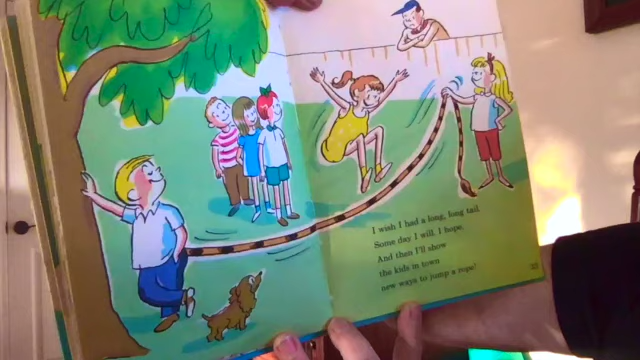 I wish I had a long, long tail.
Some day I will, I hope.
And then I'll show
the kids in town
new ways to jump a rope!